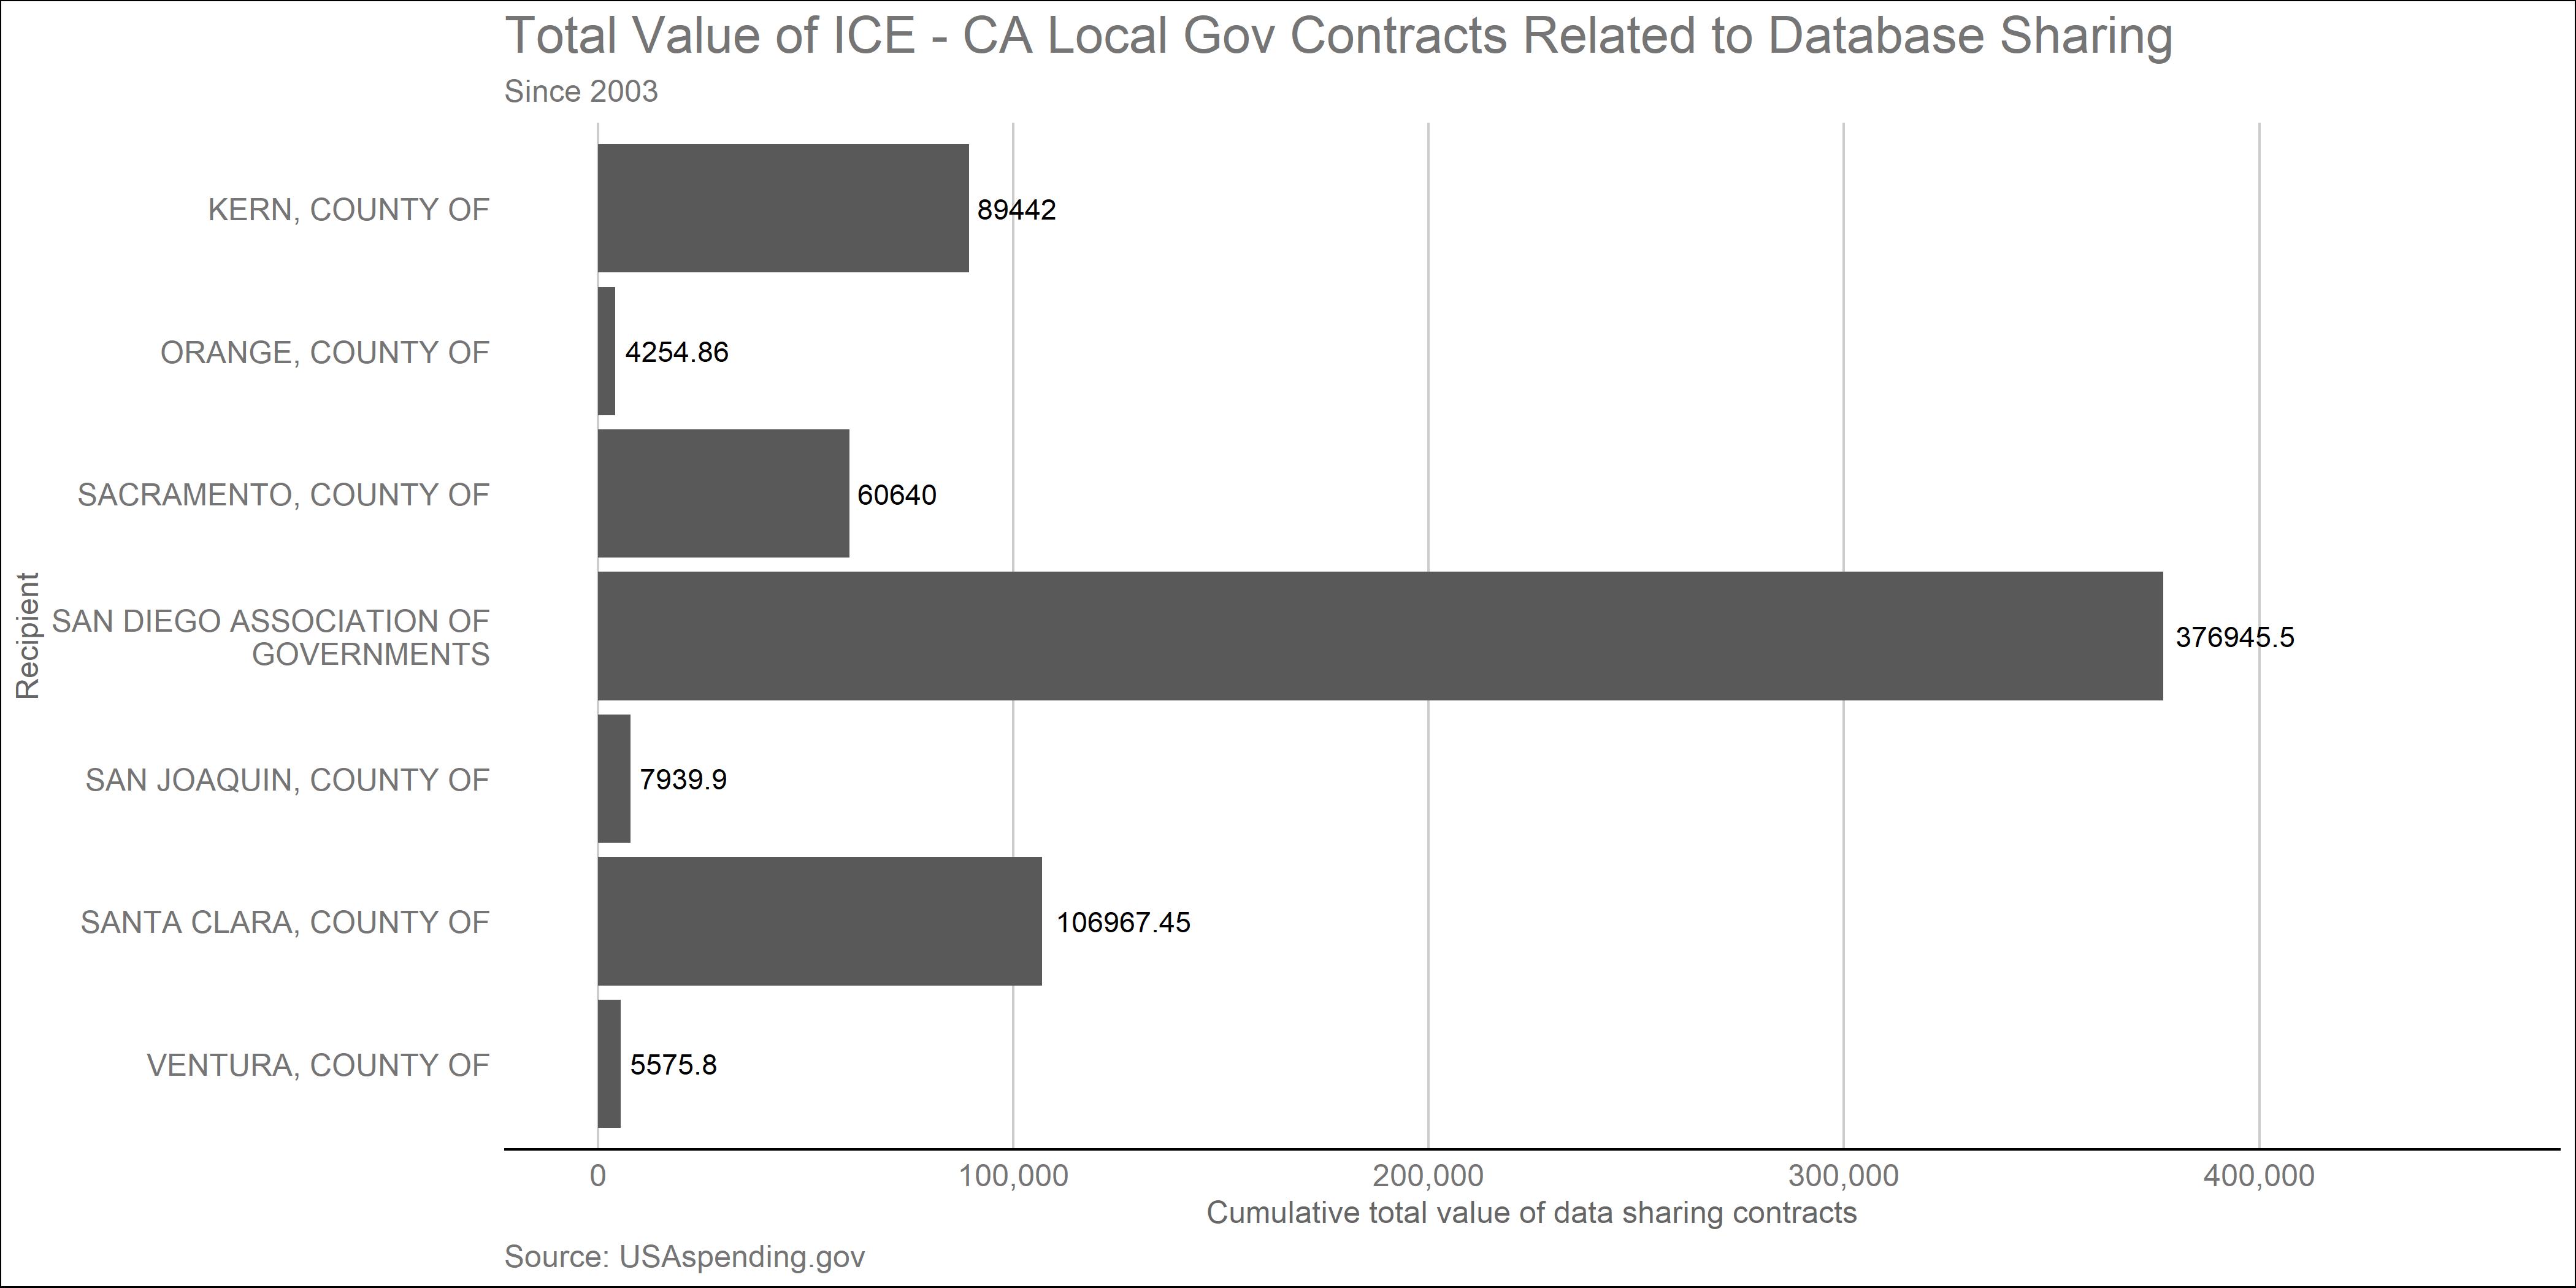 Total Value of ICE - CA Local Gov Contracts Related to Database Sharing
Since 2003
KERN, COUNTY OF
89442
ORANGE, COUNTY OF
4254.86
SACRAMENTO, COUNTY OF
60640
Recipient
SAN DIEGO ASSOCIATION OF
GOVERNMENTS
376945.5
SAN JOAQUIN, COUNTY OF
7939.9
SANTA CLARA, COUNTY OF
106967.45
VENTURA, COUNTY OF
5575.8
0
100,000
200,000
300,000
400,000
Cumulative total value of data sharing contracts
Source: USAspending.gov